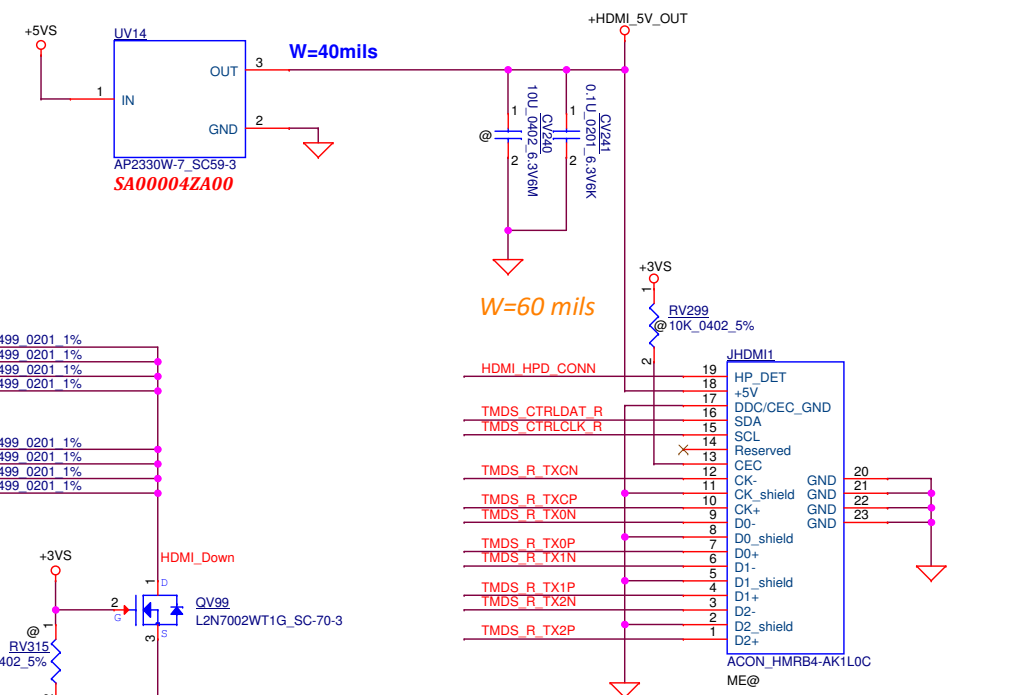 +5VS
UV14
OUT
3
W=40mils
+HDMI_5V_OUT
1
IN
GND
2
AP2330W-7_SC59-3
SA00004ZA00
@
1
2
10U_0402_6.3V6M
CV240
1
2
0.1U_0201_6.3V6K
CV241
W=60 mils
+3VS
1
RV299
@
10K_0402_5%
2
499_0201_1%
499_0201_1%
499_0201_1%
499_0201_1%
499_0201_1%
499_0201_1%
499_0201_1%
499_0201_1%
HDMI_Down
+3VS
1
D
2
G
QV99
L2N7002WT1G_SC-70-3
3
S
@
1
RV315
402_5%
2
JHDMI1
HDMI_HPD_CONN
19
HP_DET
18
+5V
17
DDC/CEC_GND
TMDS_CTRLDAT_R
16
SDA
TMDS_CTRLCLK_R
15
SCL
14
Reserved
13
CEC
TMDS_R_TXCN
12
CK-
11
CK_shield
TMDS_R_TXCP
10
CK+
TMDS_R_TX0N
9
D0-
8
D0_shield
TMDS_R_TX0P
7
D0+
TMDS_R_TX1N
6
D1-
5
D1_shield
TMDS_R_TX1P
4
D1+
TMDS_R_TX2N
3
D2-
2
D2_shield
TMDS_R_TX2P
1
D2+
GND
20
GND
21
GND
22
GND
23
ACON_HMRB4-AK1L0C
ME@